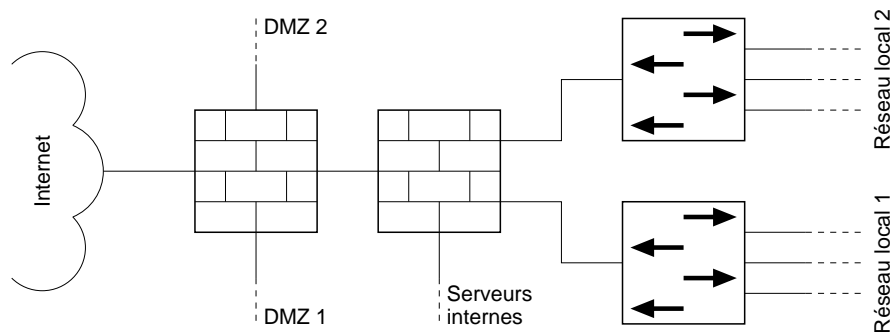 DMZ 2
Internet
DMZ 1
Serveurs
internes
Réseau local 2
Réseau local 1